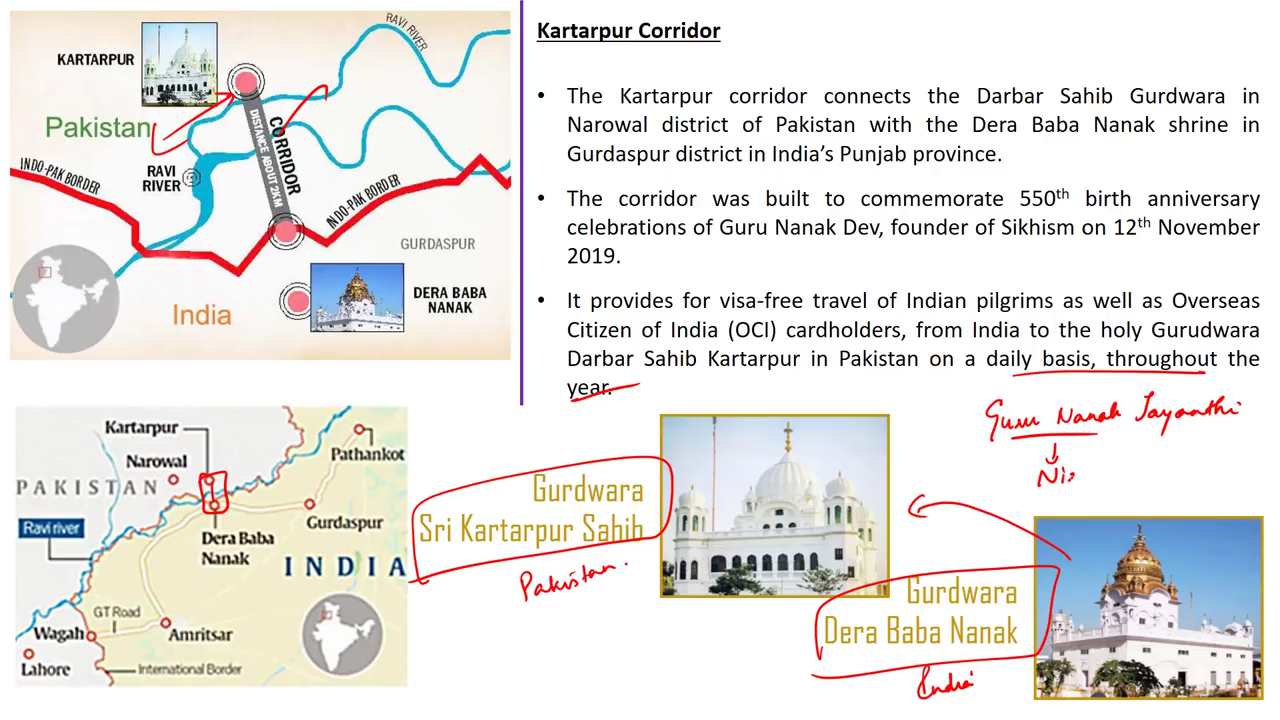 KARTARPUR
Pakistan
RAVI RIVER
INDO-PAK BORDER
RAVI
RIVER
CORRIDOR
DISTANCE ABOUT 2KM
INDO-PAK BORDER
GURDASPUR
India
DERA BABA
NANAK
Kartarpur Corridor
• The Kartarpur corridor connects the Darbar Sahib Gurdwara in
Narowal district of Pakistan with the Dera Baba Nanak shrine in
Gurdaspur district in India’s Punjab province.
• The corridor was built to commemorate 550th birth anniversary
celebrations of Guru Nanak Dev, founder of Sikhism on 12th November
2019.
• It provides for visa-free travel of Indian pilgrims as well as Overseas
Citizen of India (OCI) cardholders, from India to the holy Gurudwara
Darbar Sahib Kartarpur in Pakistan on a daily basis, throughout the
year.
Guru Nanak Jayanthi
Kartarpur
Narowal
Pathankot
PAKISTAN
Ravi river
Gurdaspur
Dera Baba
Nanak
INDIA
GT Road
Wagah
Amritsar
Lahore
International Border
Gurdwara
Sri Kartarpur Sahib
Pakistan.
Gurdwara
Dera Baba Nanak
India